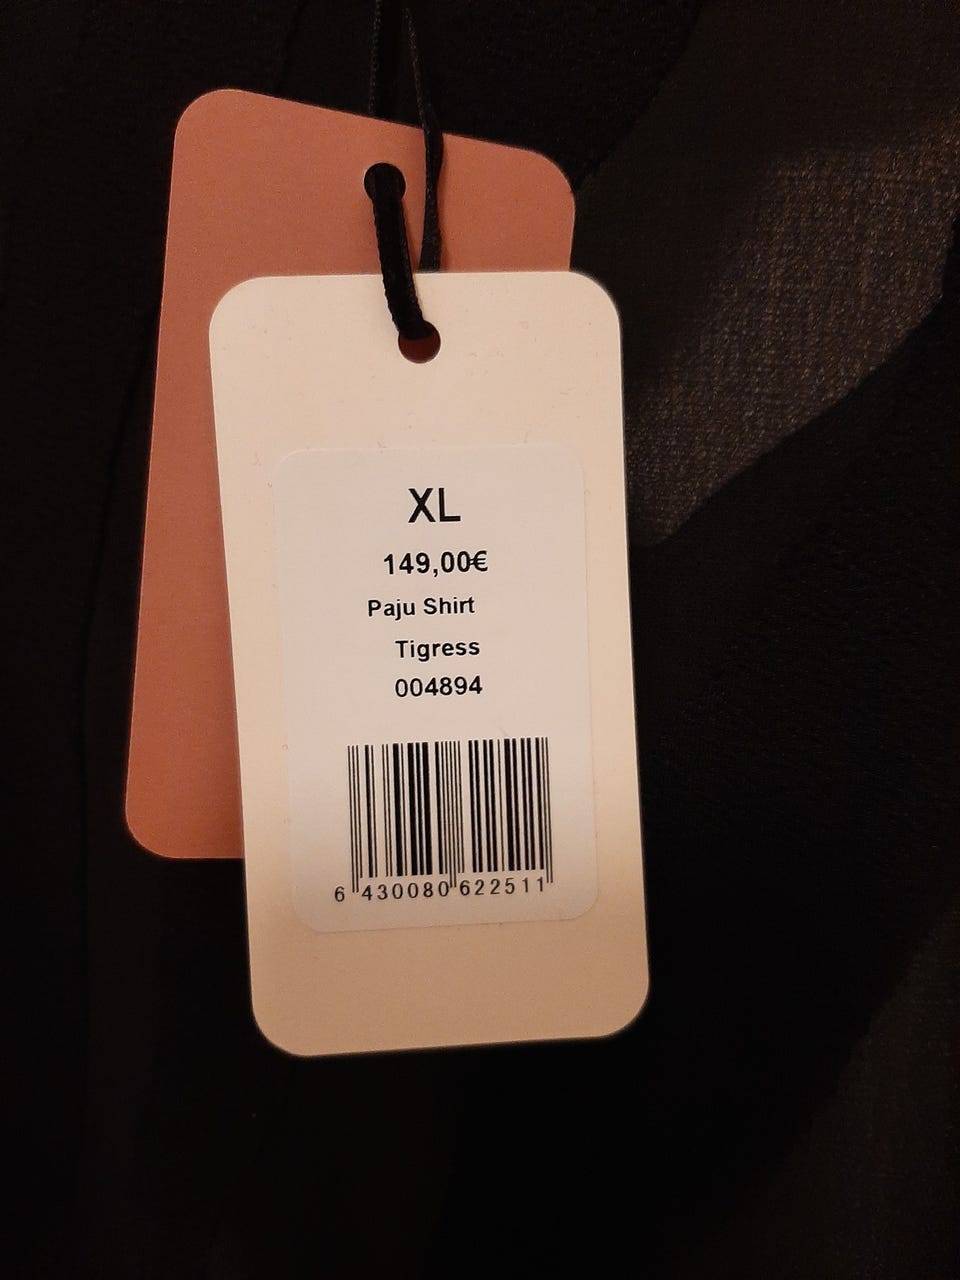 XL
149,00€
Paju Shirt
Tigress
004894
6 430080 622511